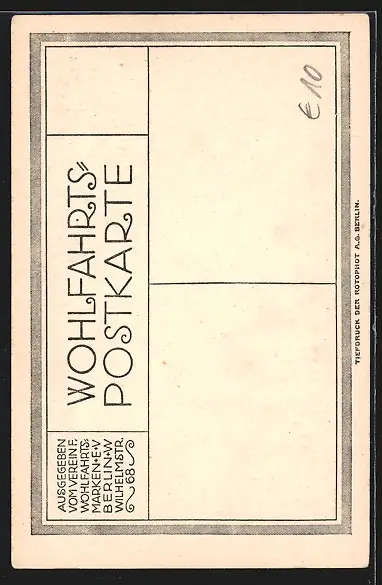 WOHLFAHRTS=
POSTKARTE
AUSGEGEBEN
VOM VEREIN F.
WOHLFAHRTS-
MARKEN•E•V
BERLIN•W
WILHELMSTR.
68
€ 10
TIEFDRUCK DER ROTOPHOT A.G. BERLIN.